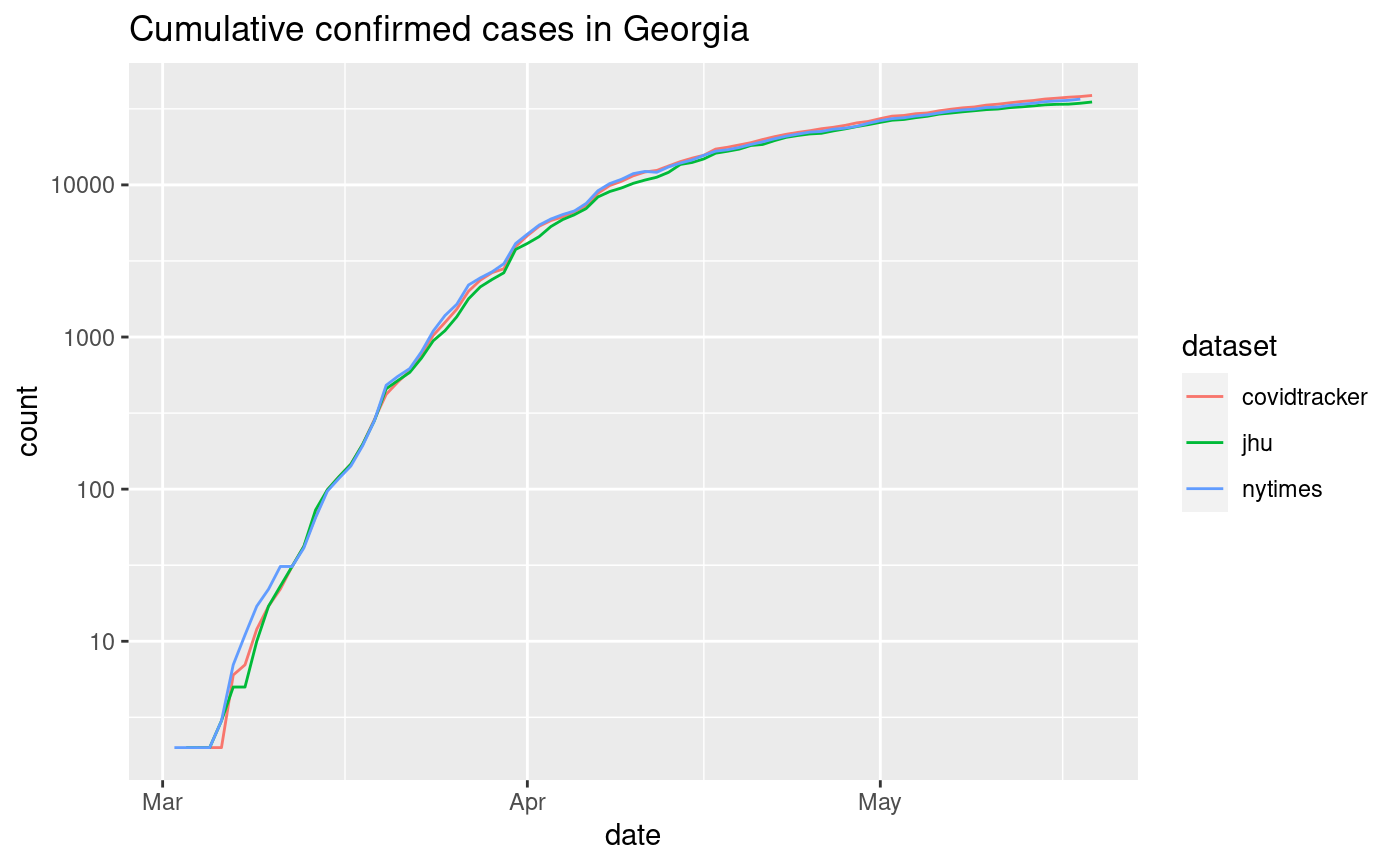 Cumulative confirmed cases in Georgia
count
10000
1000
100
10
Mar
Apr
May
date
dataset
covidtracker
jhu
nytimes